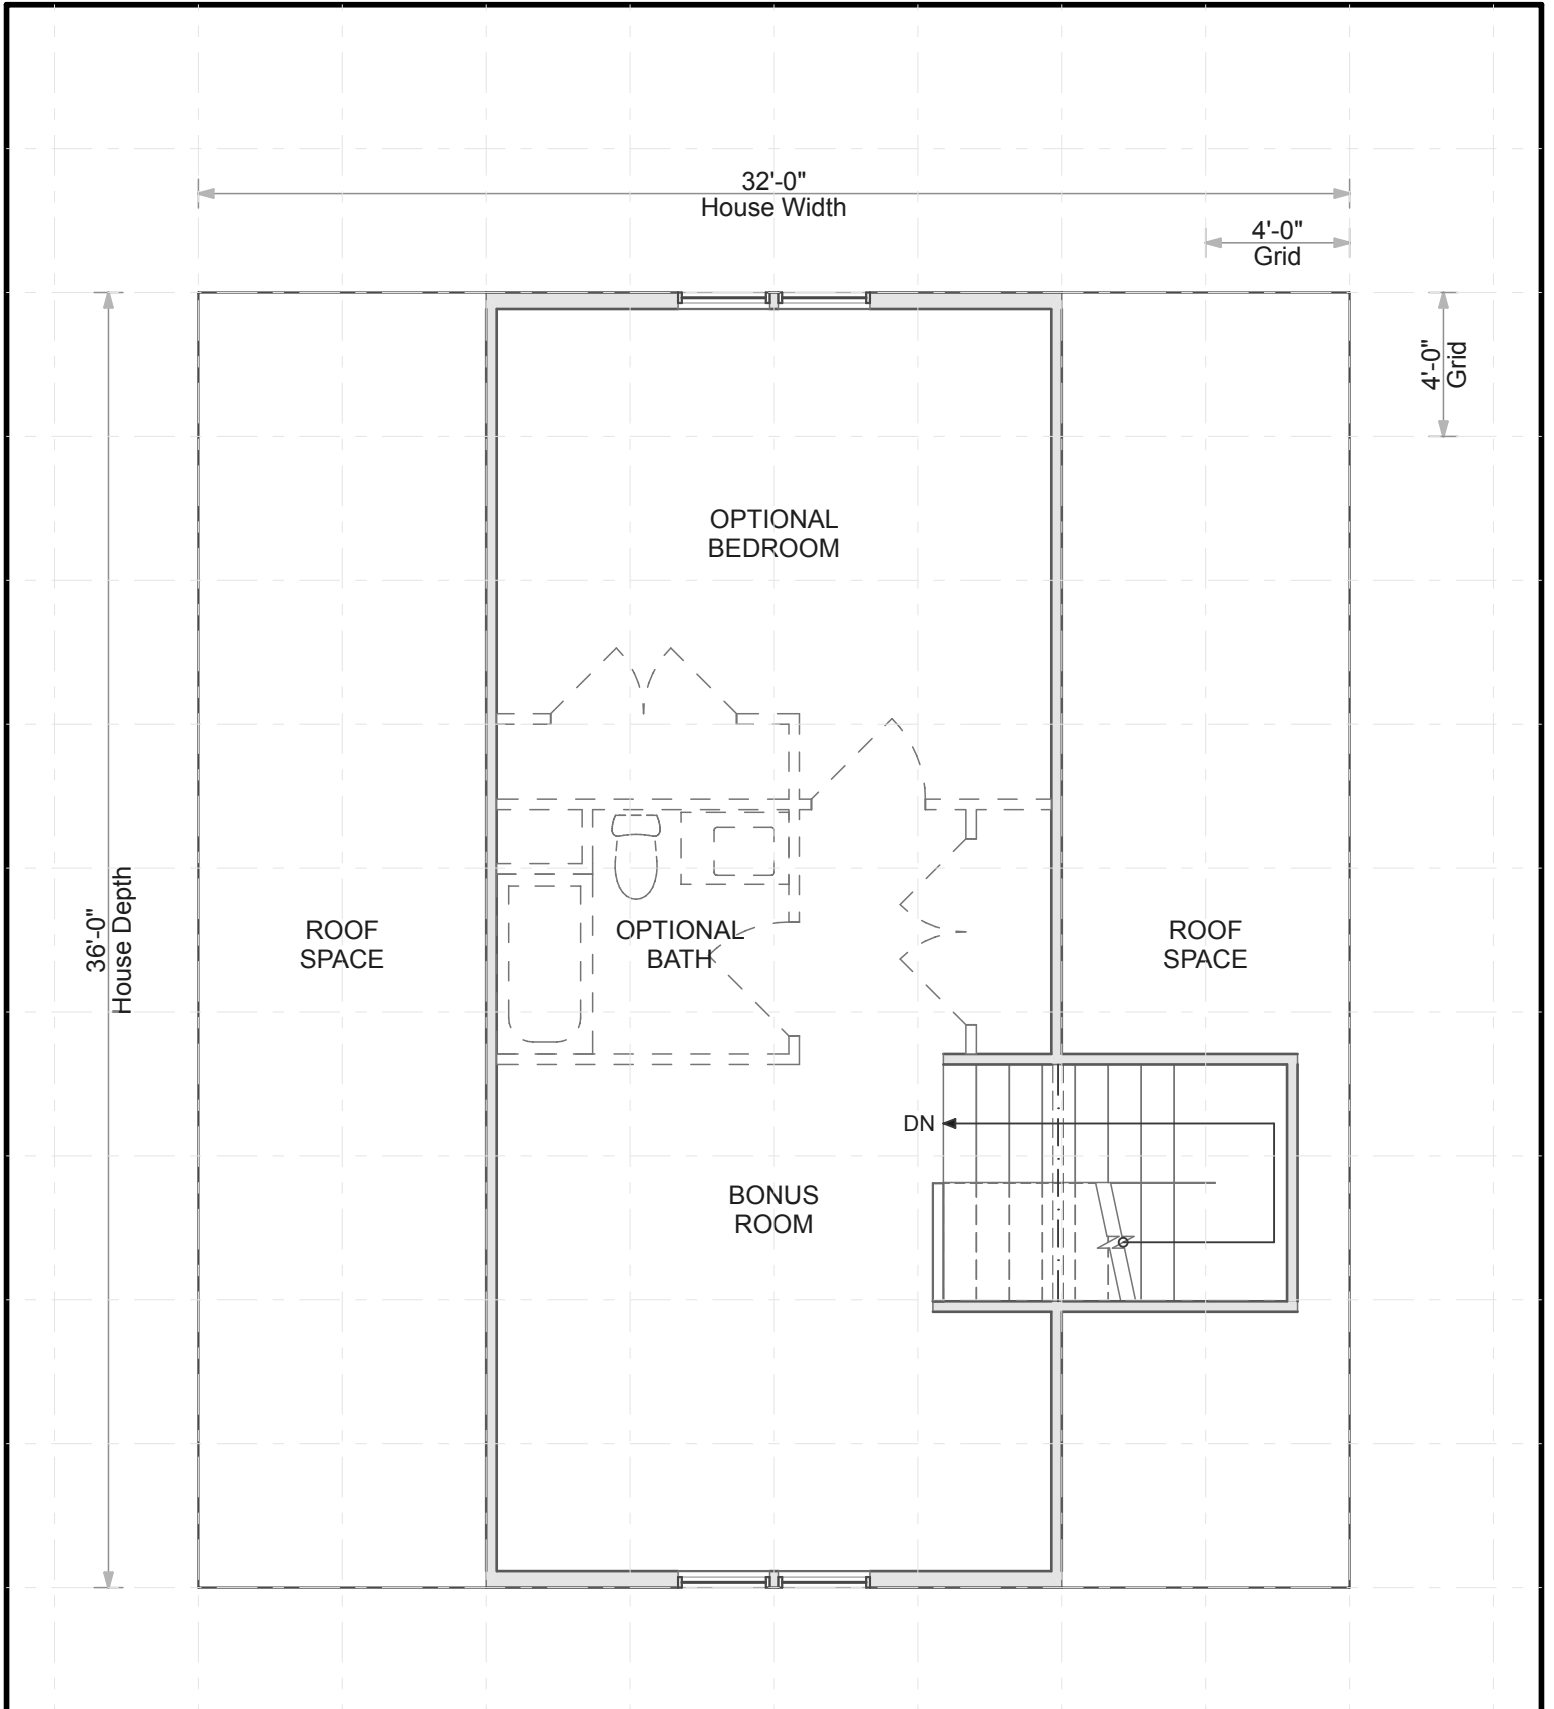 32'-0"
House Width
4'-0"
Grid
4'-0"
Grid
OPTIONAL
BEDROOM
36'-0"
House Depth
ROOF
SPACE
OPTIONAL
BATH
ROOF
SPACE
DN
BONUS
ROOM